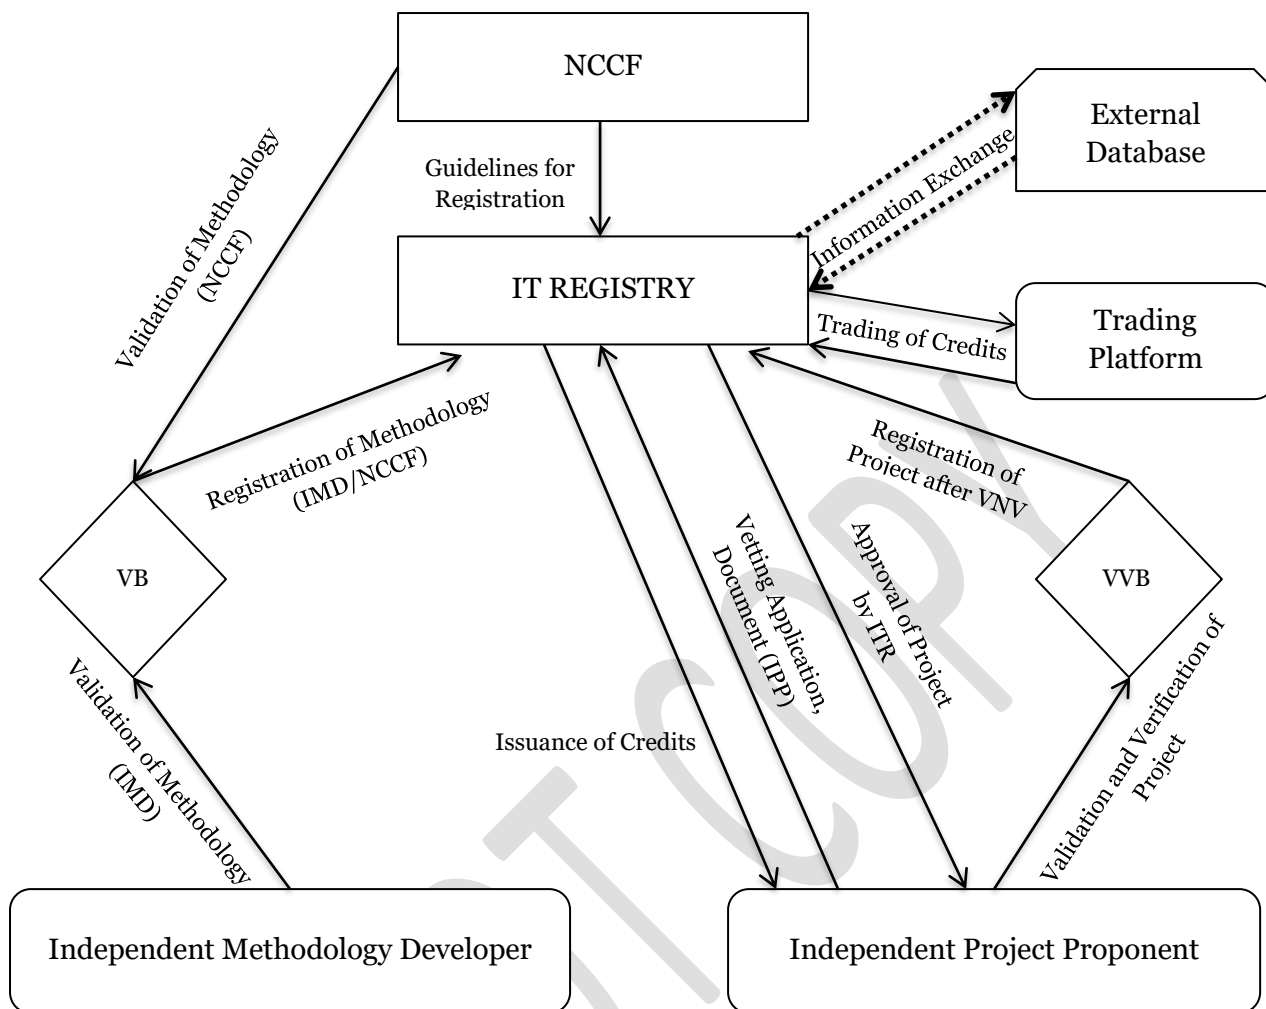 NCCF
External
Database
Guidelines for
Registration
Information Exchange
Validation of Methodology
(NCCF)
IT REGISTRY
Trading of Credits
Trading
Platform
Registration of Methodology
(IMD/NCCF)
Registration of
Project after VNV
VB
VVB
Vetting Application,
Document (IPP)
Approval of Project
by ITR
Issuance of Credits
Validation of Methodology
(IMD)
Validation and Verification of
Project
Independent Methodology Developer
Independent Project Proponent
COPY